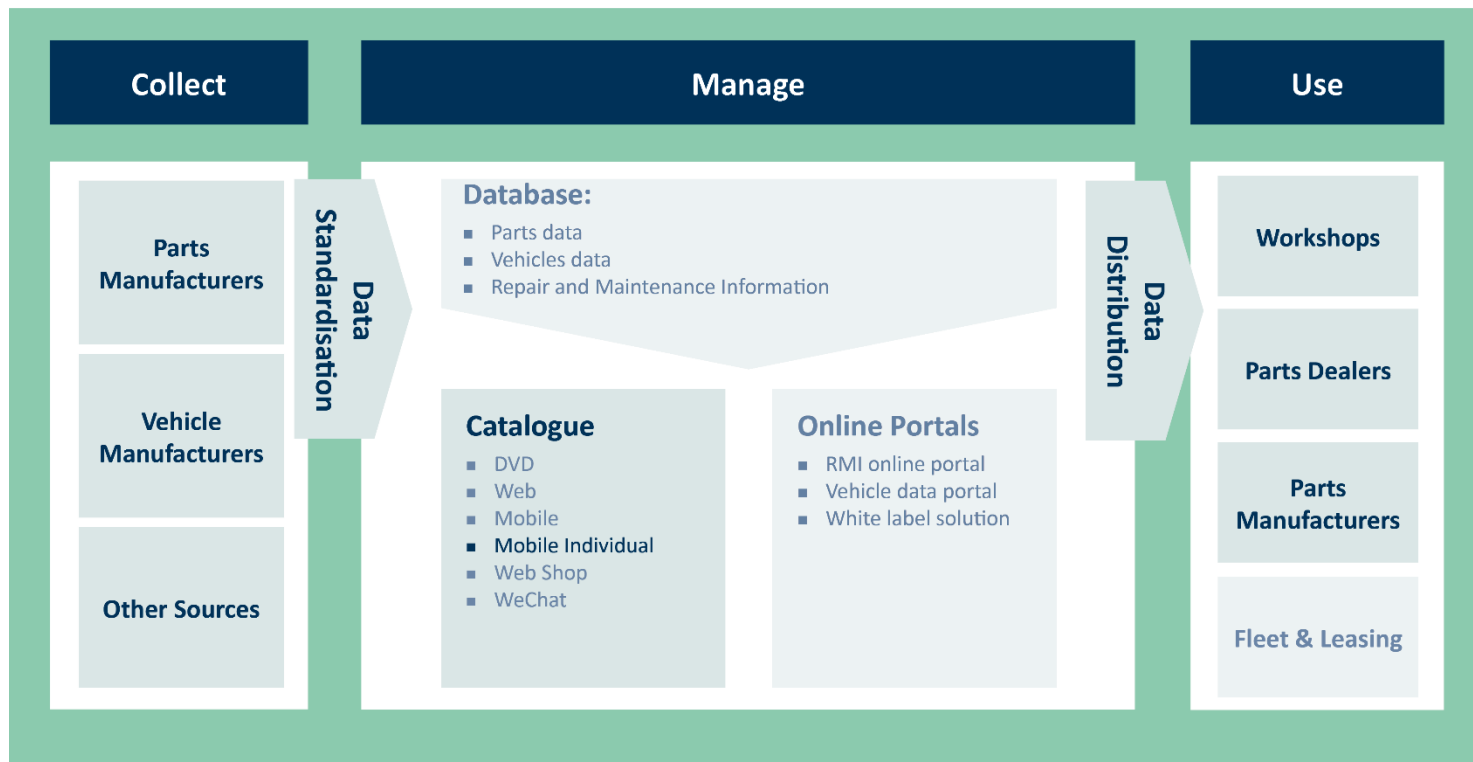 Collect
Manage
Use
Parts
Manufacturers
Vehicle
Manufacturers
Other Sources
Data
Standardisation
Database:
▪ Parts data
▪ Vehicles data
▪ Repair and Maintenance Information
Catalogue
▪ DVD
▪ Web
▪ Mobile
▪ Mobile Individual
▪ Web Shop
▪ WeChat
Online Portals
▪ RMI online portal
▪ Vehicle data portal
▪ White label solution
Data
Distribution
Workshops
Parts Dealers
Parts
Manufacturers
Fleet & Leasing